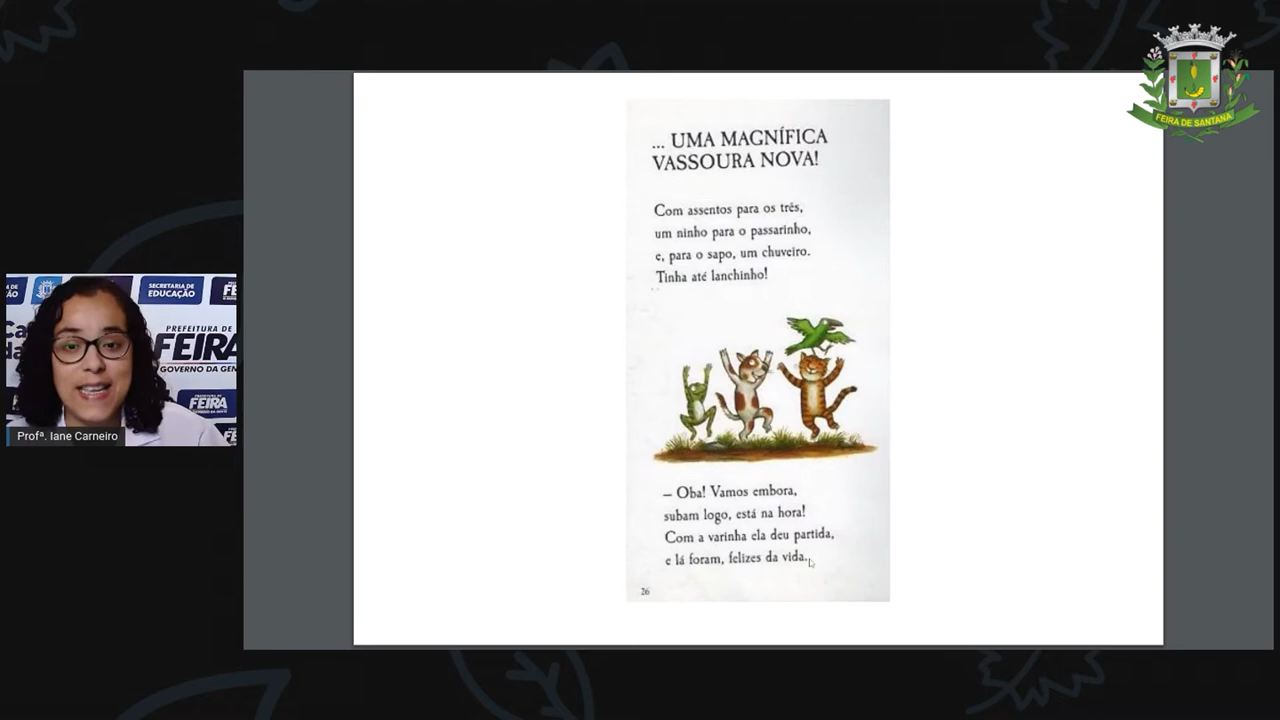 FEIRA DE SANTANA
... UMA MAGNÍFICA
VASSOURA NOVA!
Com assentos para os três,
um ninho para o passarinho,
e, para o sapo, um chuveiro.
Tinha até lanchinho!
– Oba! Vamos embora,
subam logo, está na hora!
Com a varinha ela deu partida,
e lá foram, felizes da vida.
26
SECRETARIA DE
EDUCAÇÃO
PREFEITURA DE
FEIRA
GOVERNO DA GEN
FEIRA
Profª. Iane Carneiro